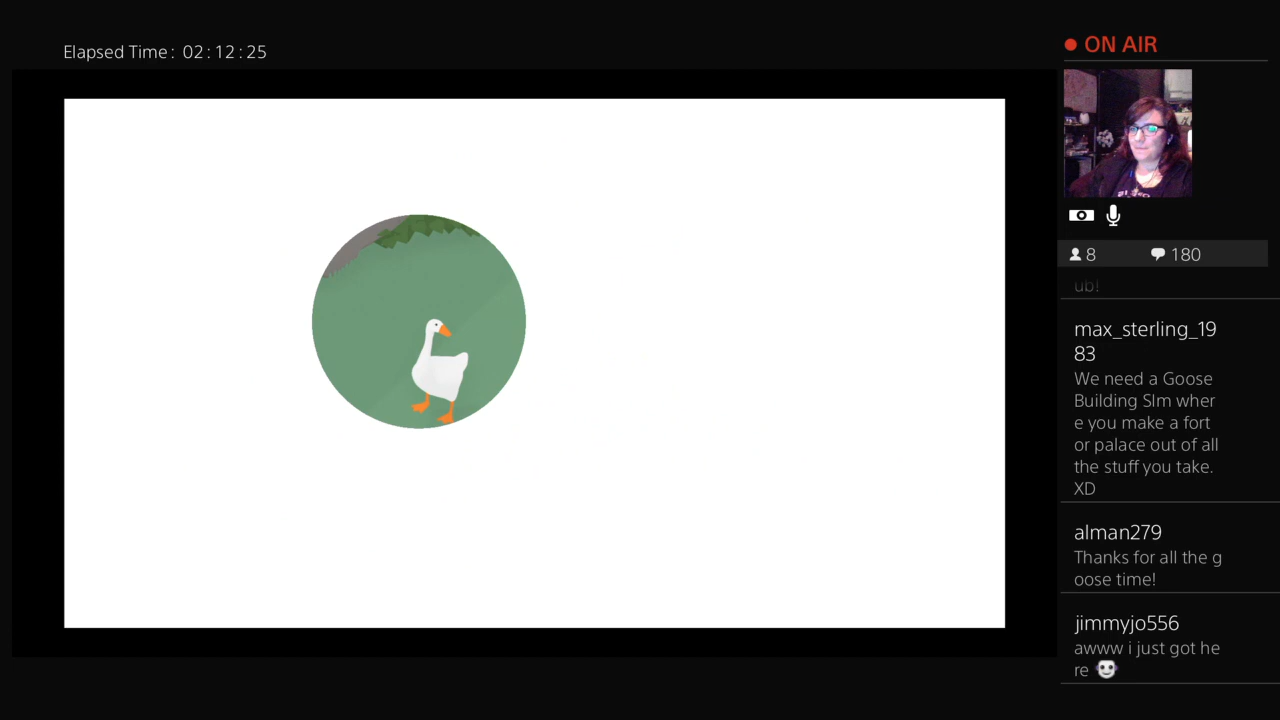 Elapsed Time: 02:12:25
ON AIR
8 180
ub!
max_sterling_19
83
We need a Goose
Building SIm wher
e you make a fort
or palace out of all
the stuff you take.
XD
alman279
Thanks for all the g
oose time!
jimmyjo556
awww i just got he
re